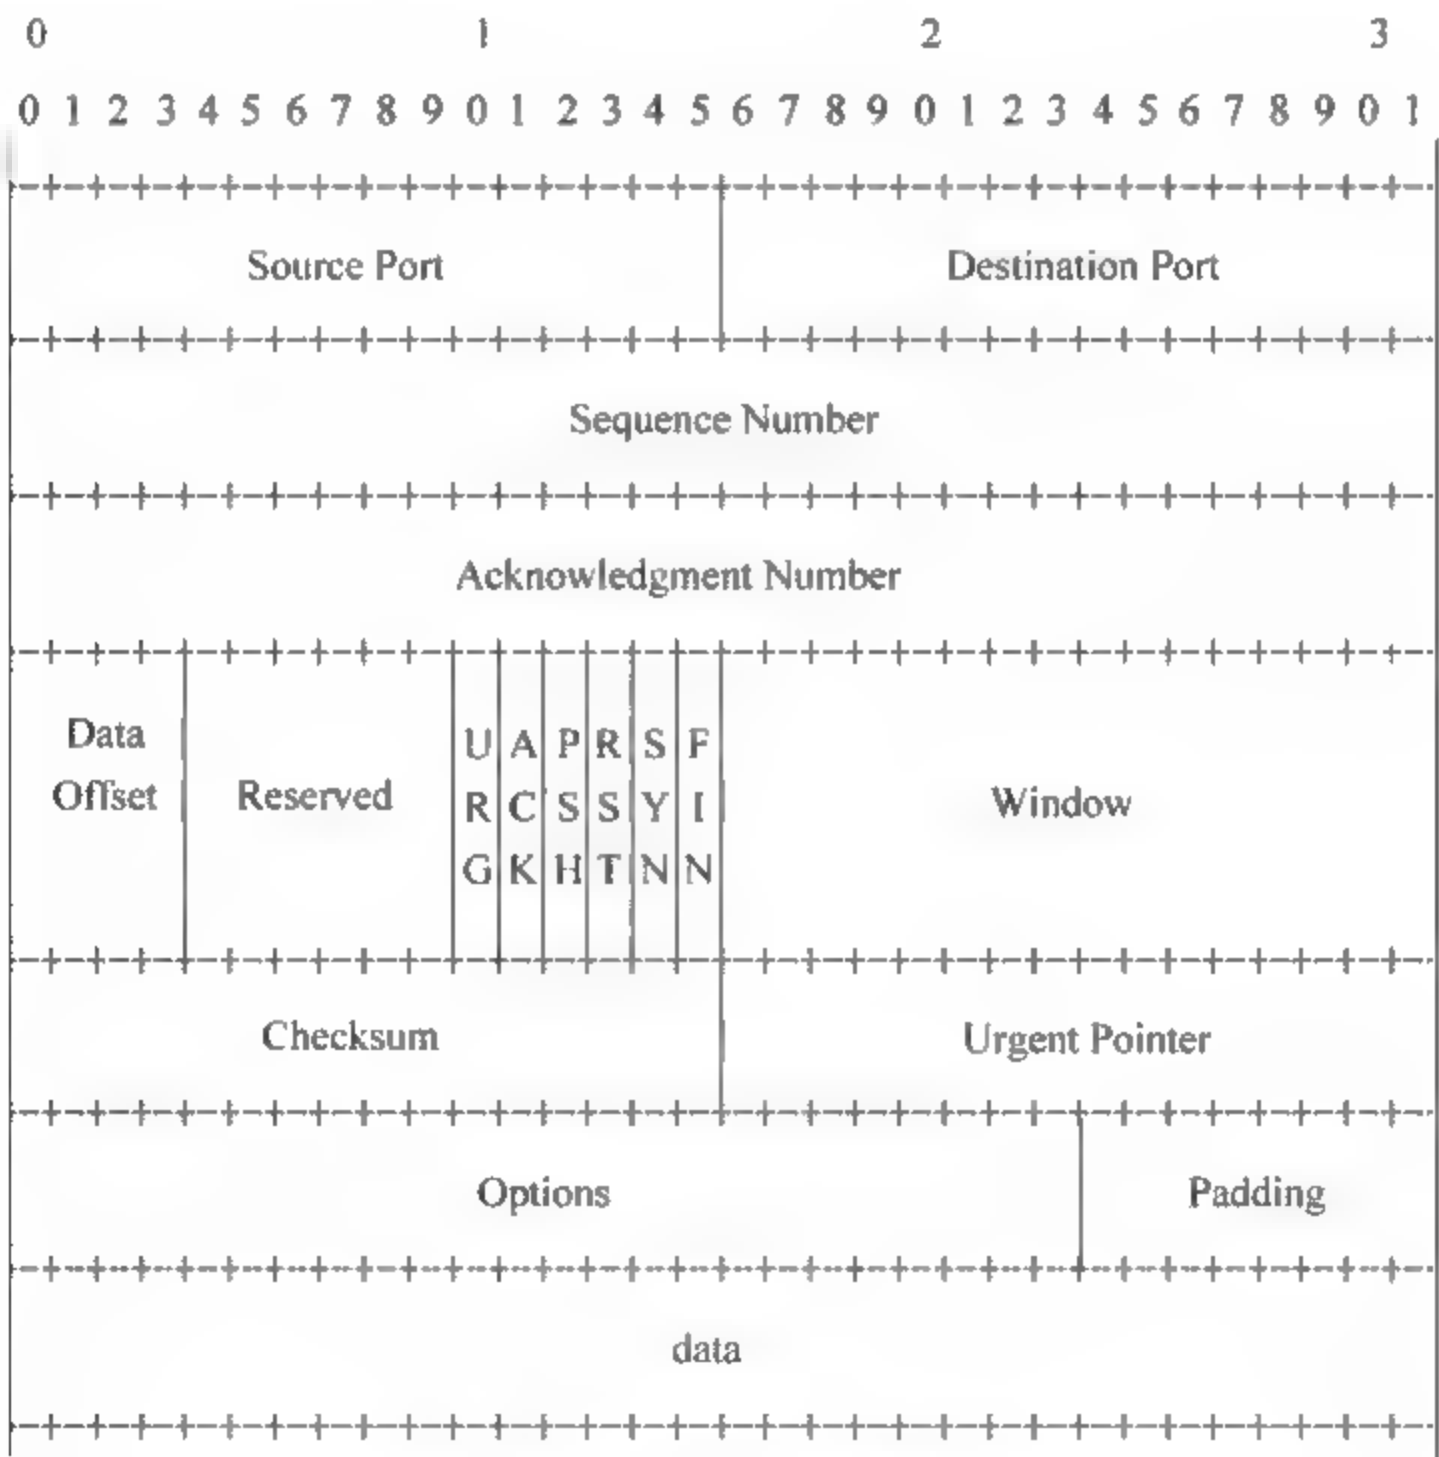 0 1 2 3
0 1 2 3 4 5 6 7 8 9 0 1 2 3 4 5 6 7 8 9 0 1 2 3 4 5 6 7 8 9 0 1
Source Port Destination Port
Sequence Number
Acknowledgment Number
Data
Offset
Reserved
U A P R S F
R C S S Y I
G K H T N N
Window
Checksum Urgent Pointer
Options Padding
data